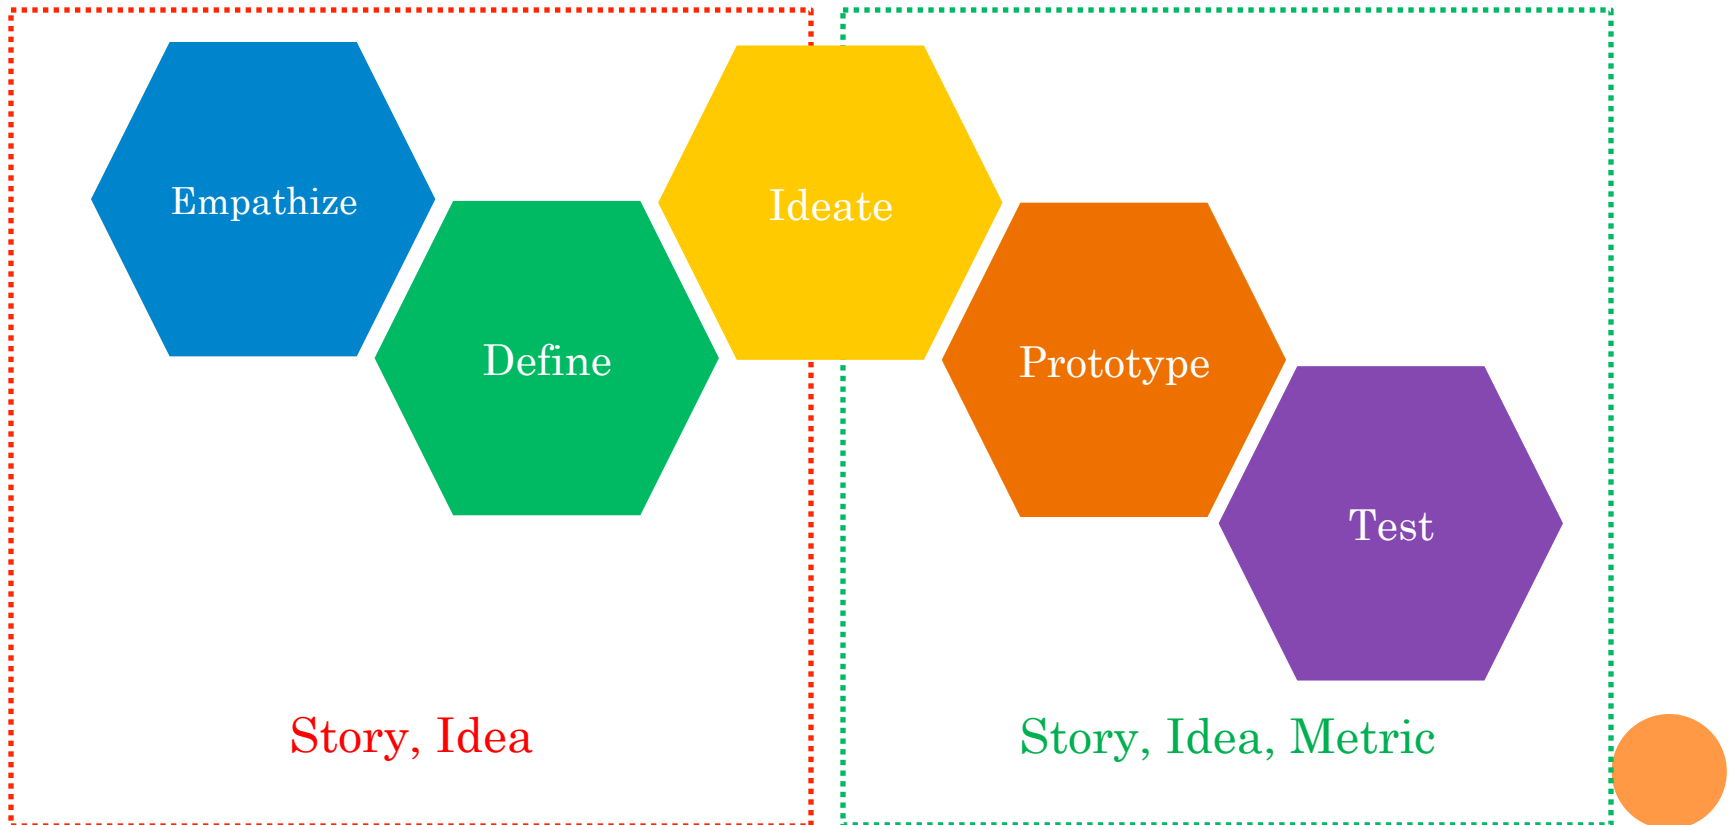 Empathize
Define
Ideate
Prototype
Test
Story, Idea
Story, Idea, Metric